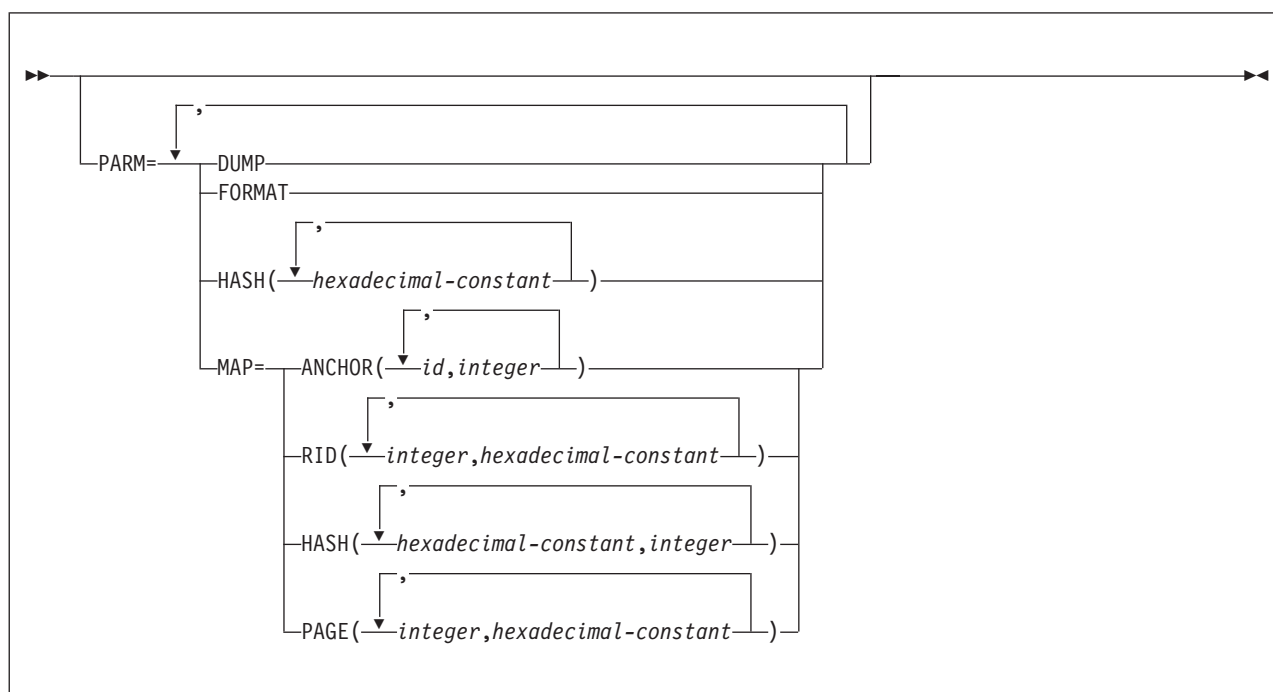 ,
PARM= DUMP
FORMAT
,
HASH( hexadecimal-constant )
,
MAP= ANCHOR( id,integer )
,
RID( integer,hexadecimal-constant )
,
HASH( hexadecimal-constant,integer )
,
PAGE( integer,hexadecimal-constant )